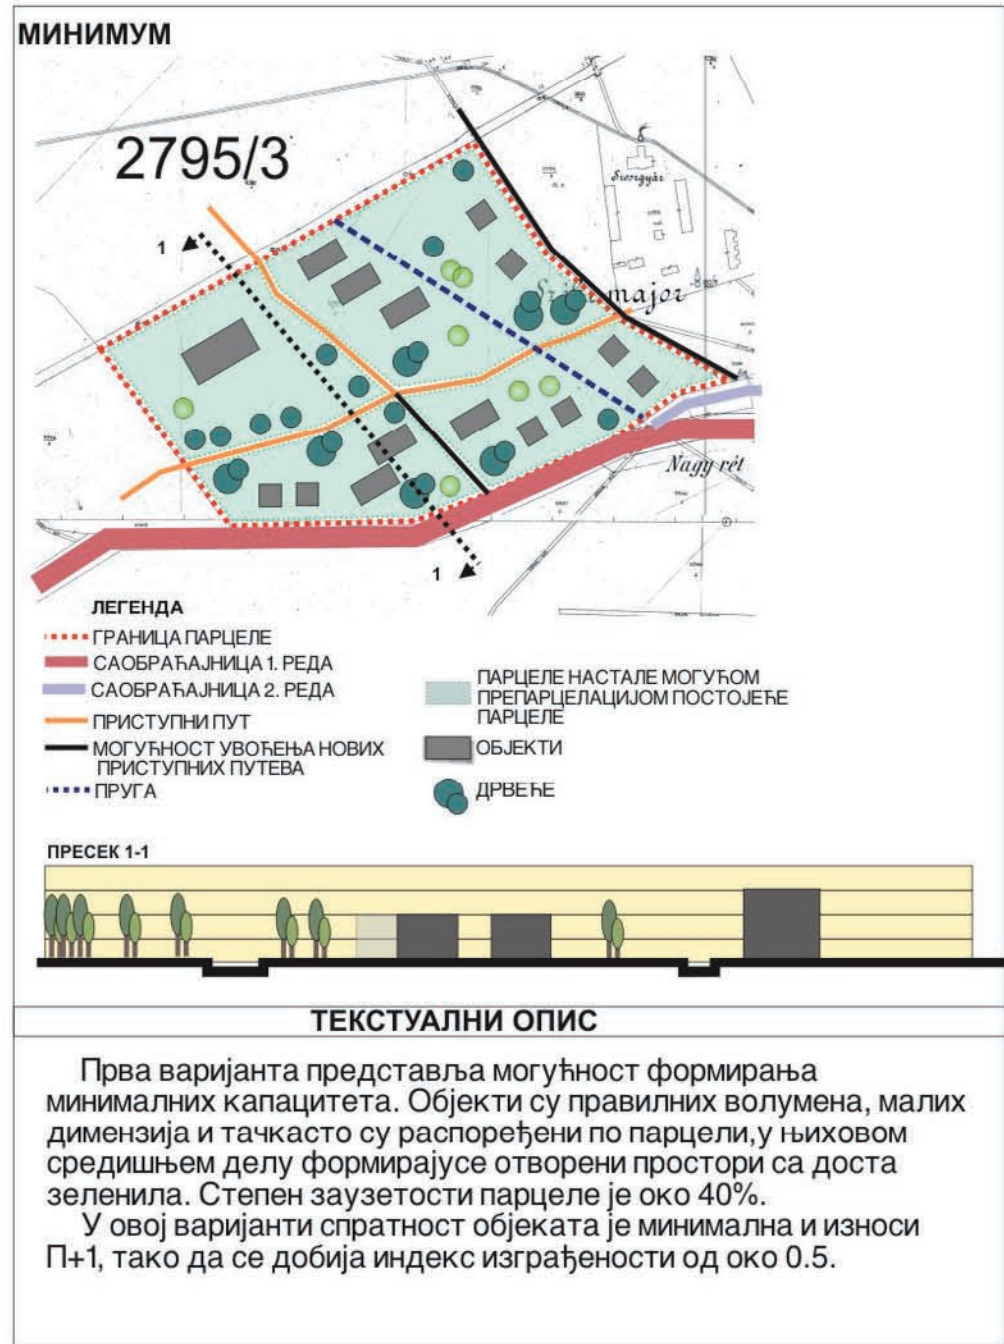 МИНИМУМ
2795/3
Szeszgyár
major
1
Nagy rét
1
ЛЕГЕНДА
ГРАНИЦА ПАРЦЕЛЕ
САОБРАЋАЈНИЦА 1. РЕДА
САОБРАЋАЈНИЦА 2. РЕДА
ПРИСТУПНИ ПУТ
МОГУЋНОСТ УВОЂЕЊА НОВИХ
ПРИСТУПНИХ ПУТЕВА
ПРУГА
ПАРЦЕЛЕ НАСТАЛЕ МОГУЋОМ
ПРЕПАРЦЕЛАЦИЈОМ ПОСТОЈЕЋЕ
ПАРЦЕЛЕ
ОБЈЕКТИ
ДРВЕЋЕ
ПРЕСЕК 1-1
ТЕКСТУАЛНИ ОПИС
Прва варијанта представља могућност формирања
минималних капацитета. Објекти су правилних волумена, малих
димензија и тачкасто су распоређени по парцели,у њиховом
средишњем делу формирајусе отворени простори са доста
зеленила. Степен заузетости парцеле је око 40%.
У овој варијанти спратност објеката је минимална и износи
П+1, тако да се добија индекс изграђености од око 0.5.